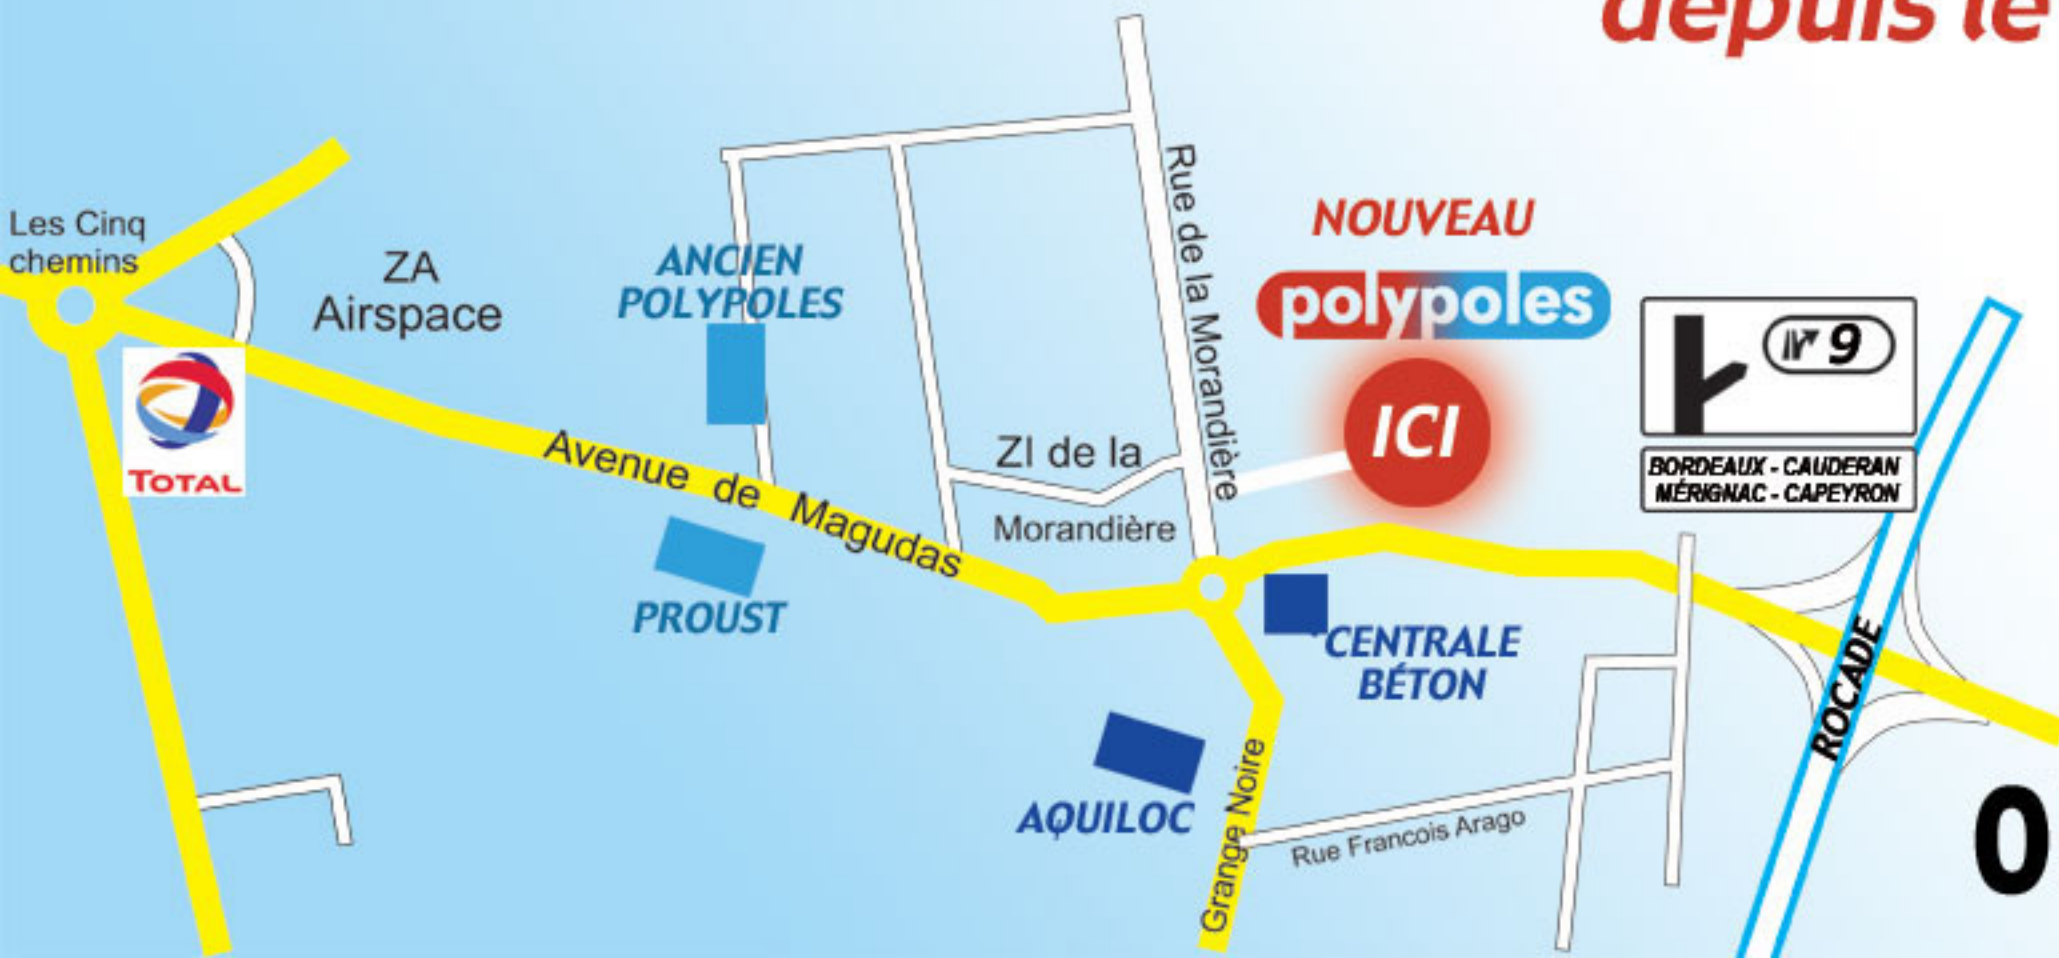 depuis le
Les Cinq
chemins
ZA
Airspace
TOTAL
ANCIEN
POLYPOLES
Avenue de Magudas
PROUST
Rue de la Morandière
ZI de la
Morandière
NOUVEAU
polypoles
ICI
9
BORDEAUX - CAUDERAN
MÉRIGNAC - CAPEYRON
CENTRALE
BÉTON
AQUILOC
Grange Noire
Rue Francois Arago
ROCADE
0